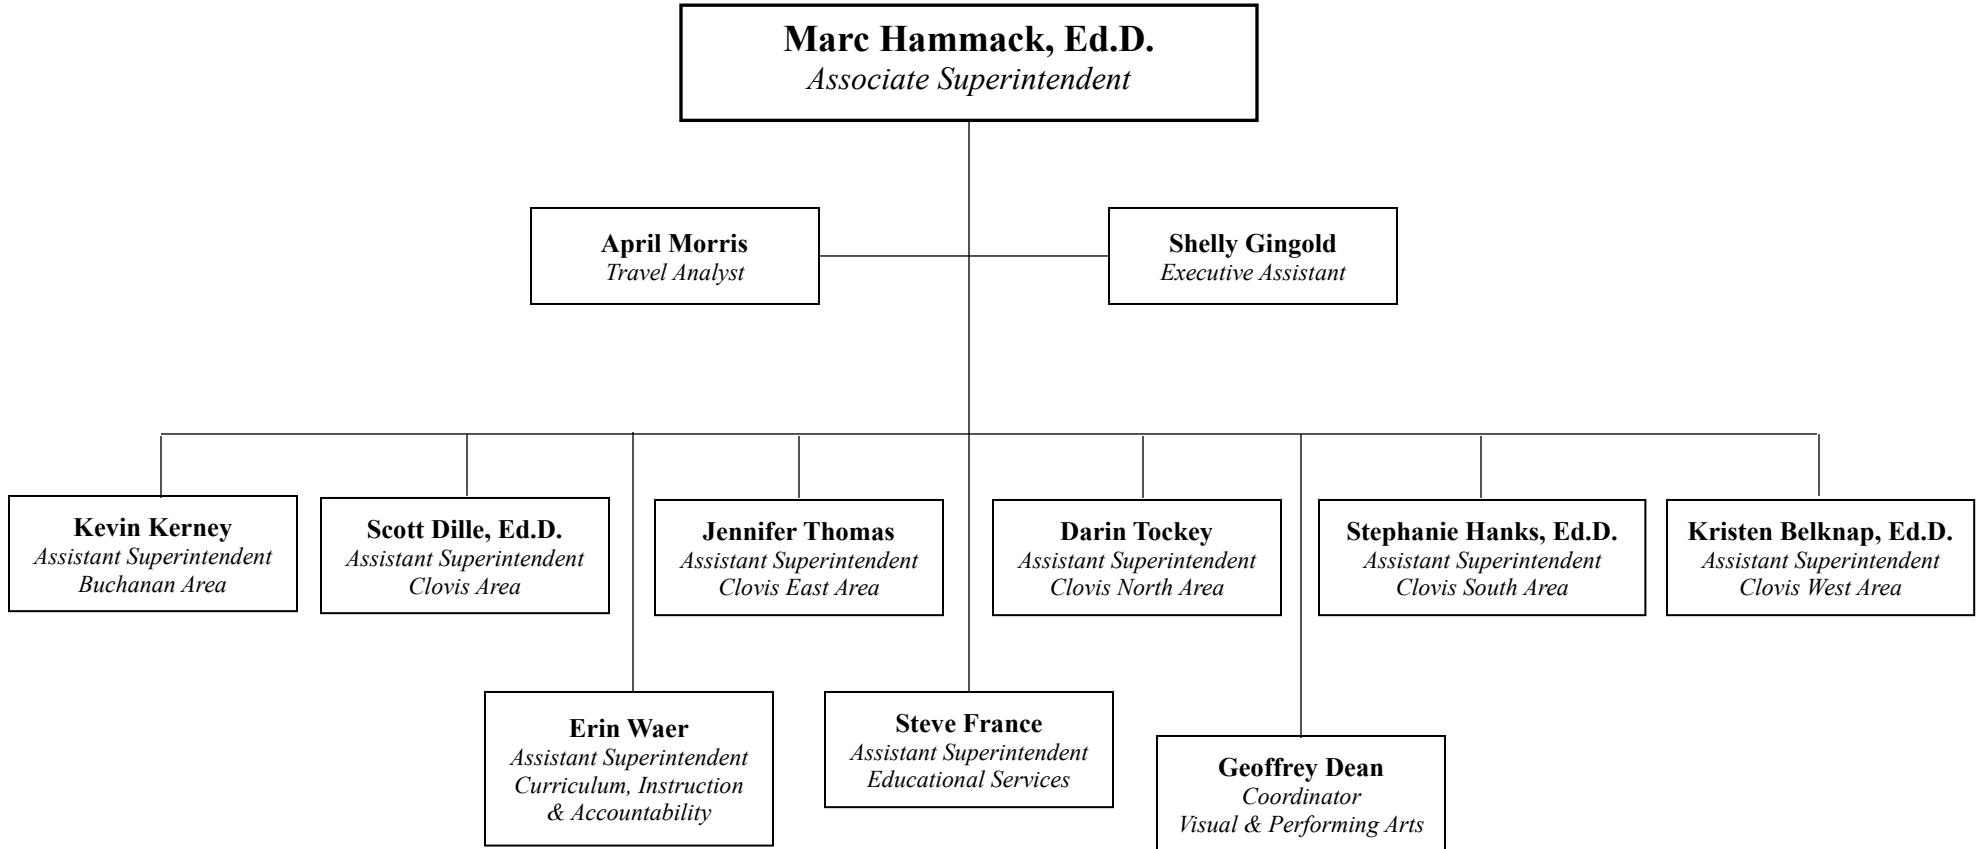 Marc Hammack, Ed.D.
Associate Superintendent
April Morris
Travel Analyst
Shelly Gingold
Executive Assistant
Kevin Kerney
Assistant Superintendent
Buchanan Area
Scott Dille, Ed.D.
Assistant Superintendent
Clovis Area
Jennifer Thomas
Assistant Superintendent
Clovis East Area
Darin Tockey
Assistant Superintendent
Clovis North Area
Stephanie Hanks, Ed.D.
Assistant Superintendent
Clovis South Area
Kristen Belknap, Ed.D.
Assistant Superintendent
Clovis West Area
Erin Waer
Assistant Superintendent
Curriculum, Instruction
& Accountability
Steve France
Assistant Superintendent
Educational Services
Geoffrey Dean
Coordinator
Visual & Performing Arts